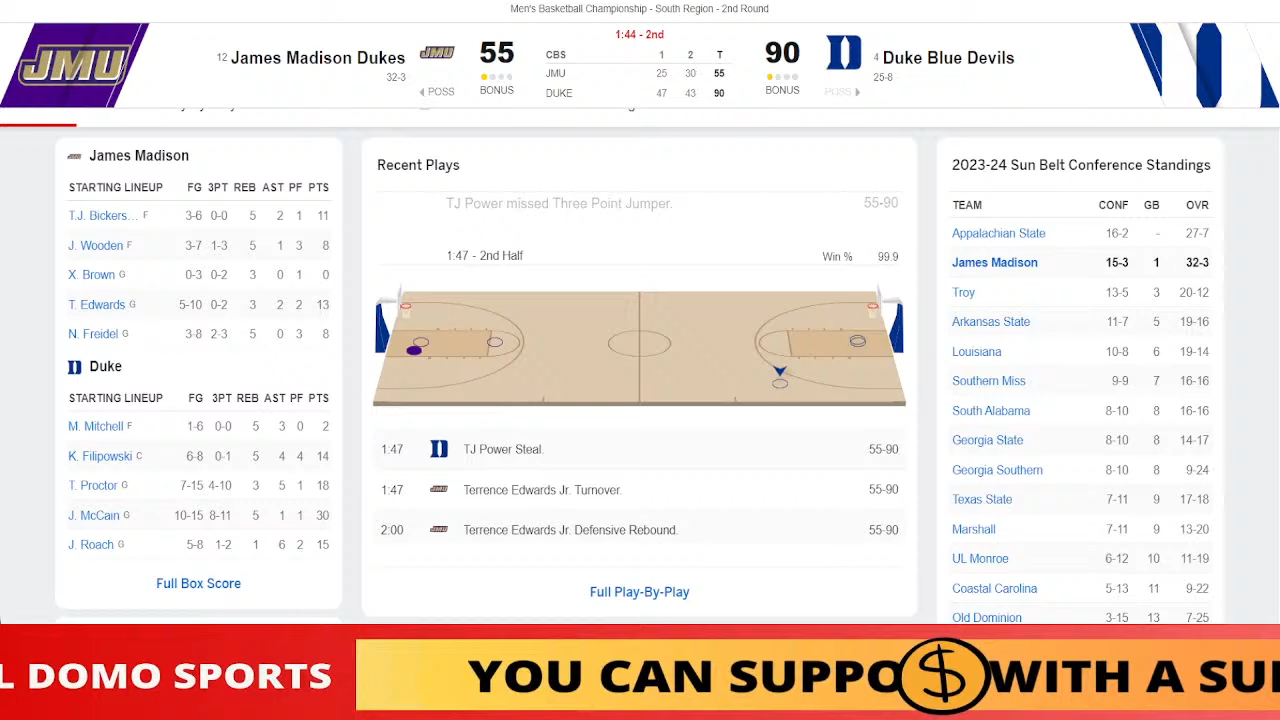 Men's Basketball Championship - South Region - 2nd Round
JMU
12 James Madison Dukes
32-3
JMU
POSS
55
BONUS
1:44 - 2nd
CBS 1 2 T
JMU 25 30 55
DUKE 47 43 90
90
BONUS
4 Duke Blue Devils
25-8
POSS
James Madison
STARTING LINEUP FG 3PT REB AST PF PTS
T.J. Bickers... F 3-6 0-0 5 2 1 11
J. Wooden F 3-7 1-3 5 1 3 8
X. Brown G 0-3 0-2 3 0 1 0
T. Edwards G 5-10 0-2 3 2 2 13
N. Freidel G 3-8 2-3 5 0 3 8
Duke
STARTING LINEUP FG 3PT REB AST PF PTS
M. Mitchell F 1-6 0-0 5 3 0 2
K. Filipowski C 6-8 0-1 5 4 4 14
T. Proctor G 7-15 4-10 3 5 1 18
J. McCain G 10-15 8-11 5 1 1 30
J. Roach G 5-8 1-2 1 6 2 15
Full Box Score
Recent Plays
TJ Power missed Three Point Jumper. 55-90
1:47 - 2nd Half Win % 99.9
1:47 TJ Power Steal. 55-90
1:47 Terrence Edwards Jr. Turnover. 55-90
2:00 Terrence Edwards Jr. Defensive Rebound. 55-90
Full Play-By-Play
2023-24 Sun Belt Conference Standings
TEAM CONF GB OVR
Appalachian State 16-2 - 27-7
James Madison 15-3 1 32-3
Troy 13-5 3 20-12
Arkansas State 11-7 5 19-16
Louisiana 10-8 6 19-14
Southern Miss 9-9 7 16-16
South Alabama 8-10 8 16-16
Georgia State 8-10 8 14-17
Georgia Southern 8-10 8 9-24
Texas State 7-11 9 17-18
Marshall 7-11 9 13-20
UL Monroe 6-12 10 11-19
Coastal Carolina 5-13 11 9-22
Old Dominion 3-15 13 7-25
L DOMO SPORTS
YOU CAN SUPPO $ WITH A SU